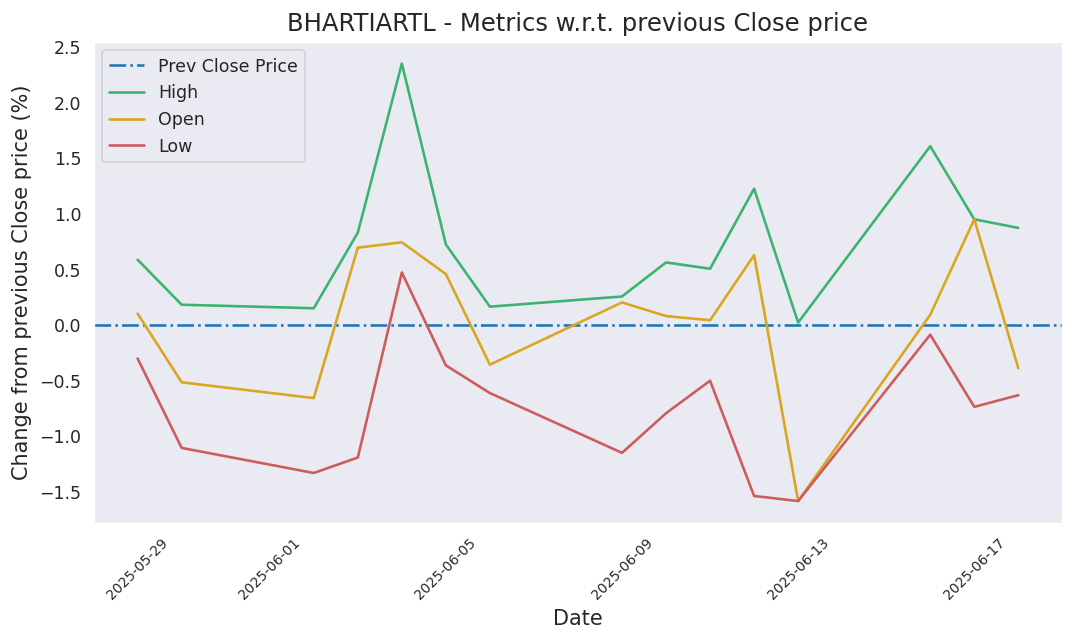 BHARTIARTL - Metrics w.r.t. previous Close price
Change from previous Close price (%)
2.5
2.0
1.5
1.0
0.5
0.0
−0.5
−1.0
−1.5
Prev Close Price
High
Open
Low
2025-05-29
2025-06-01
2025-06-05
2025-06-09
2025-06-13
2025-06-17
Date